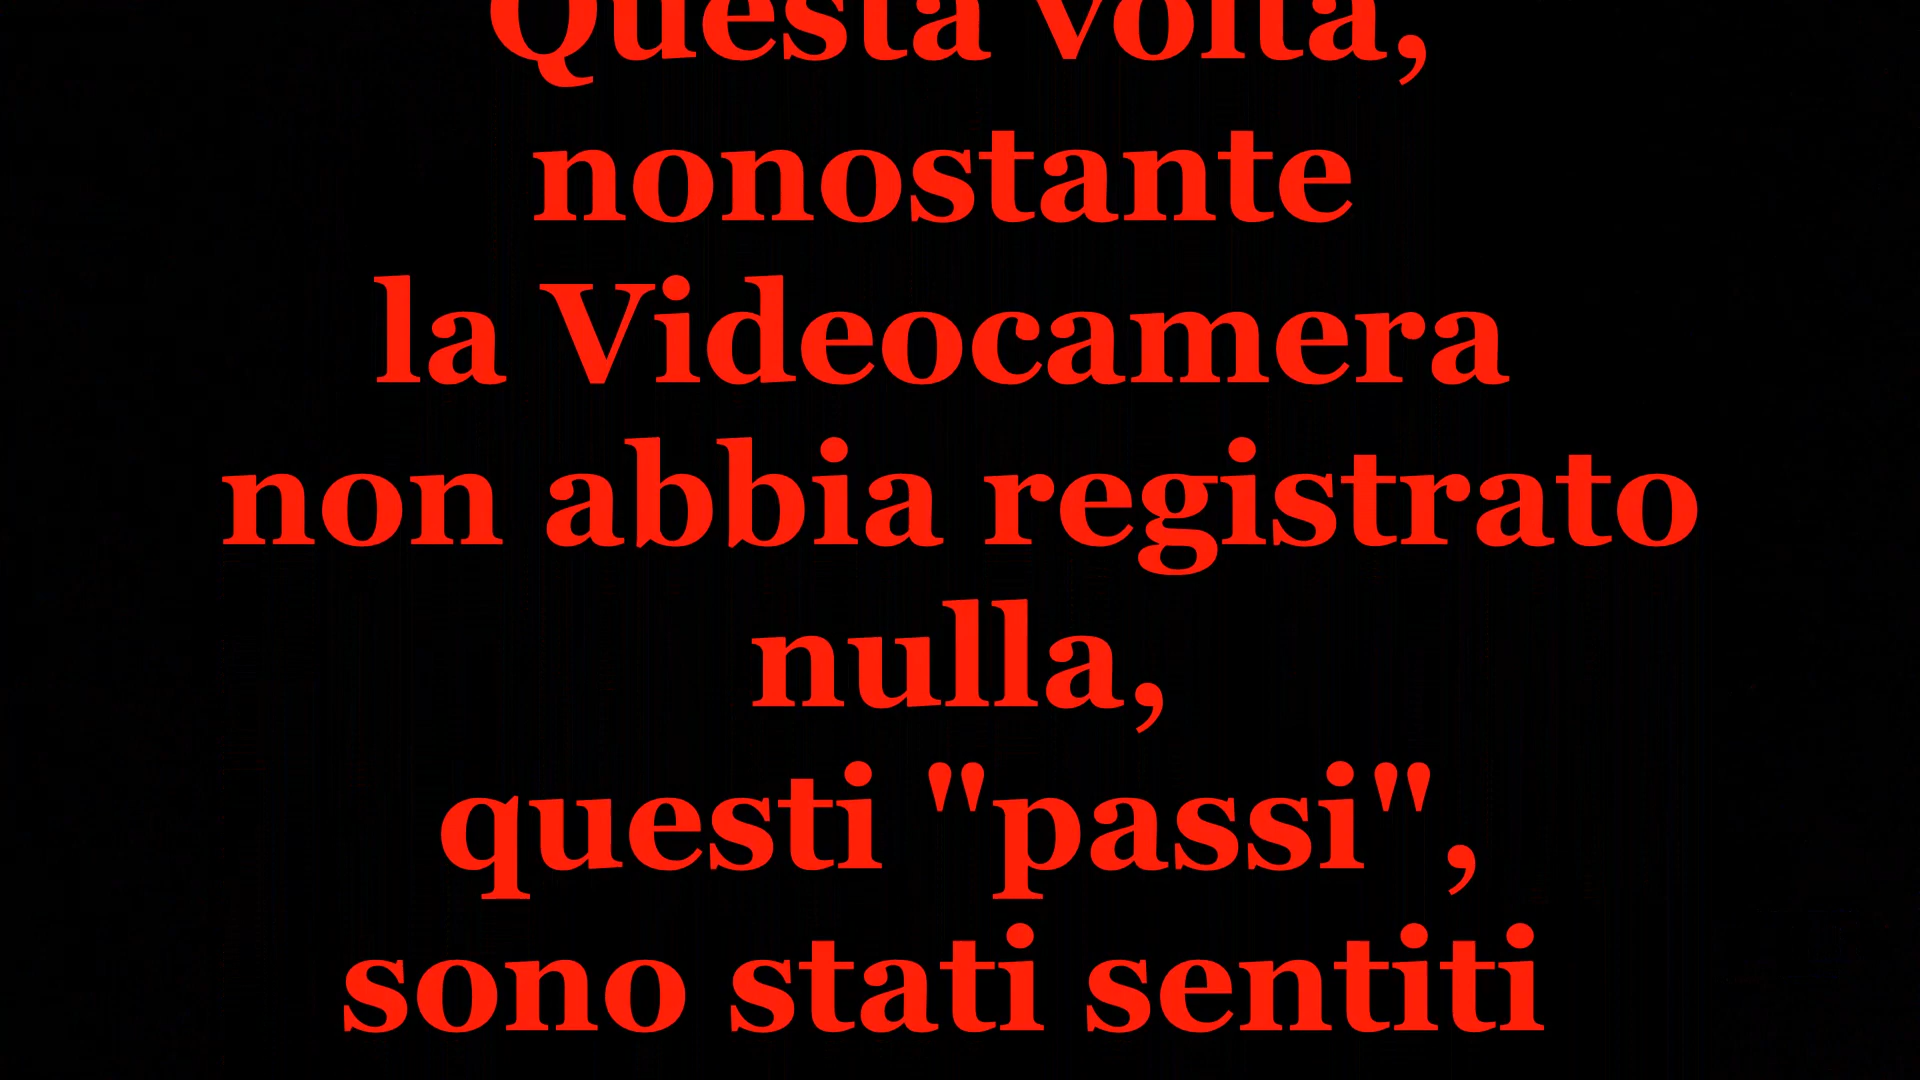 Questa volta,
nonostante
la Videocamera
non abbia registrato
nulla,
questi "passi",
sono stati sentiti